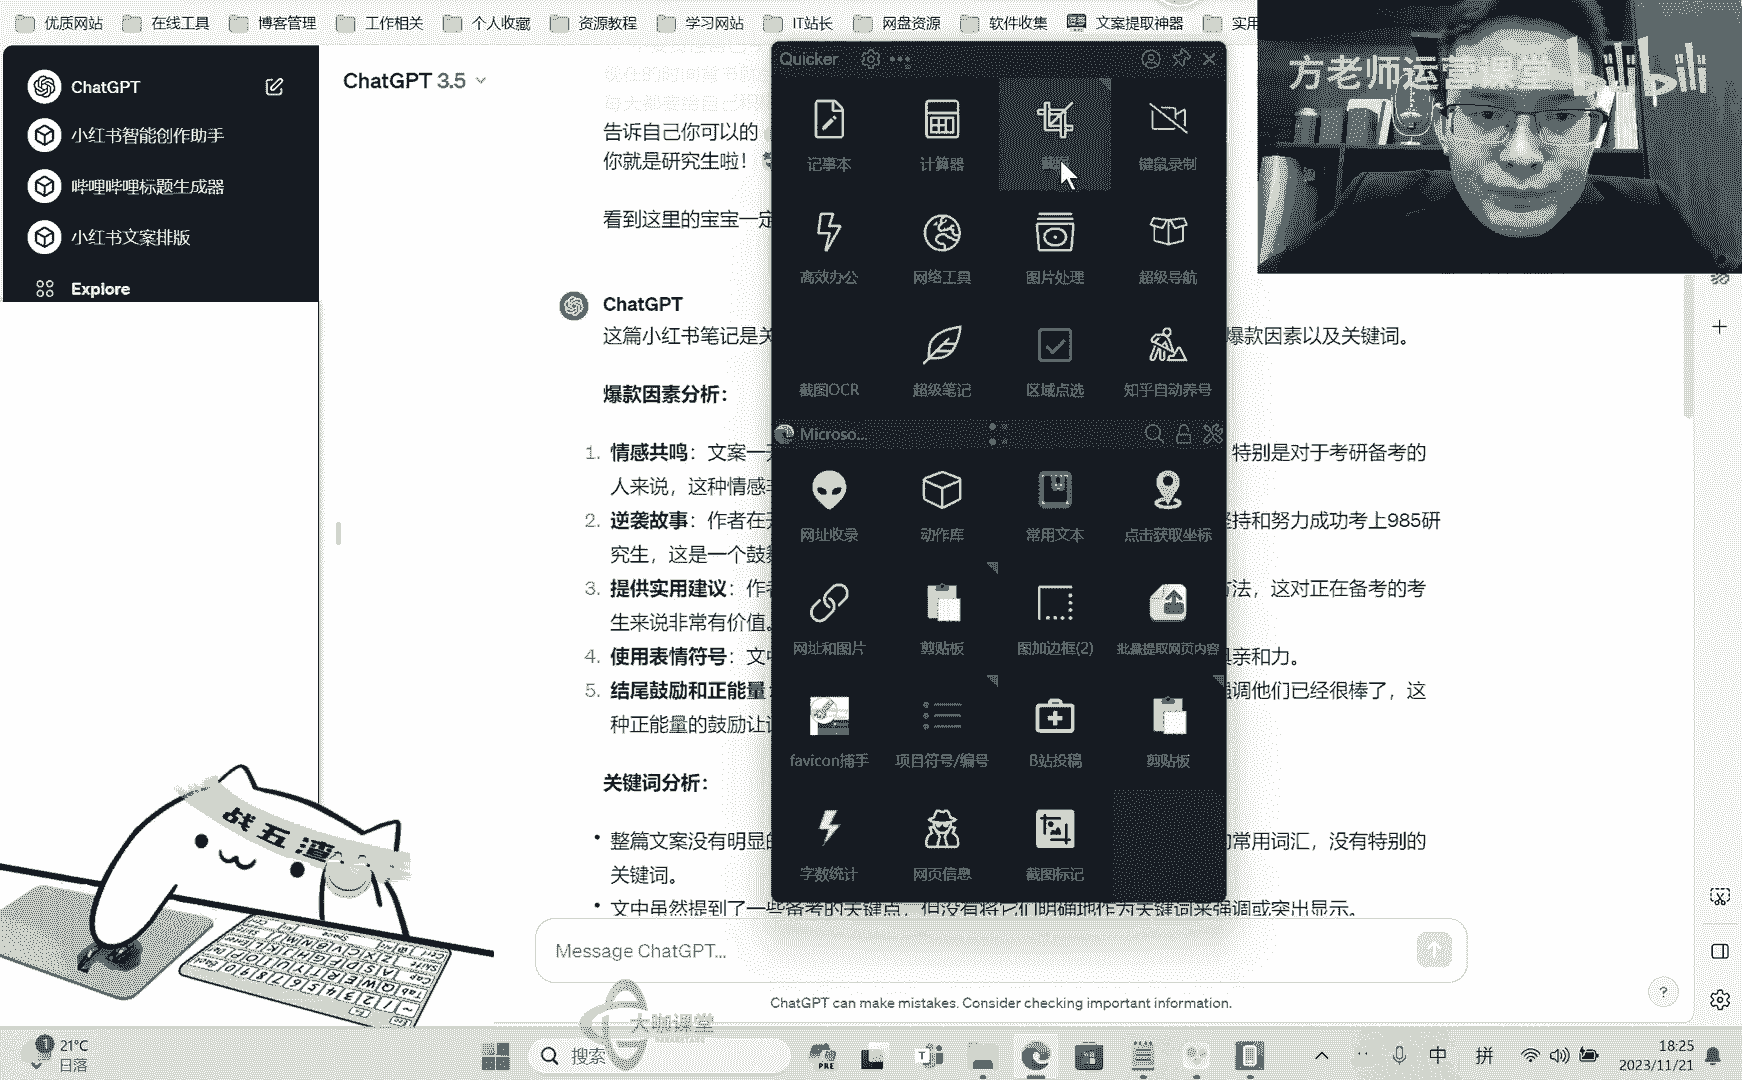 优质网站
在线工具
博客管理
工作相关
个人收藏
资源教程
学习网站
IT站长
网盘资源
软件收集
文案提取神器
实用
ChatGPT
小红书智能创作助手
哔哩哔哩标题生成器
小红书文案排版
Explore
ChatGPT 3.5
告诉自己你可以的
你就是研究生啦！
看到这里的宝宝一定
ChatGPT
这篇小红书笔记是关
爆款因素以及关键词。
爆款因素分析：
1. 情感共鸣：文案一
特别是对于考研备考的
人来说，这种情感
2. 逆袭故事：作者在
持和努力成功考上985研
究生，这是一个鼓
3. 提供实用建议：作
法，这对正在备考的考
生来说非常有价值。
4. 使用表情符号：文
亲和力。
5. 结尾鼓励和正能量
调他们已经很棒了，这
种正能量的鼓励让
关键词分析：
整篇文案没有明显的
常用词汇，没有特别的
关键词。
文中虽然提到了一些备考的关键点，但没有将它们明确地作为关键词来强调或突出显示。
Message ChatGPT...
ChatGPT can make mistakes. Consider checking important information.
?
Quicker
记事本
计算器
键鼠录制
高效办公
网络工具
图片处理
超级导航
截图OCR
超级笔记
区域点选
知乎自动养号
Microso...
网址收录
动作库
常用文本
点击获取坐标
网址和图片
剪贴板
图加边框(2)
批量提取网页内容
favicon捕手
项目符号/编号
B站投稿
剪贴板
字数统计
网页信息
截图标记
方老师运营课堂
bilibili
战五渣
大咖课堂
1
21°C
日落
搜索
PRE
中
拼
18:25
2023/11/21